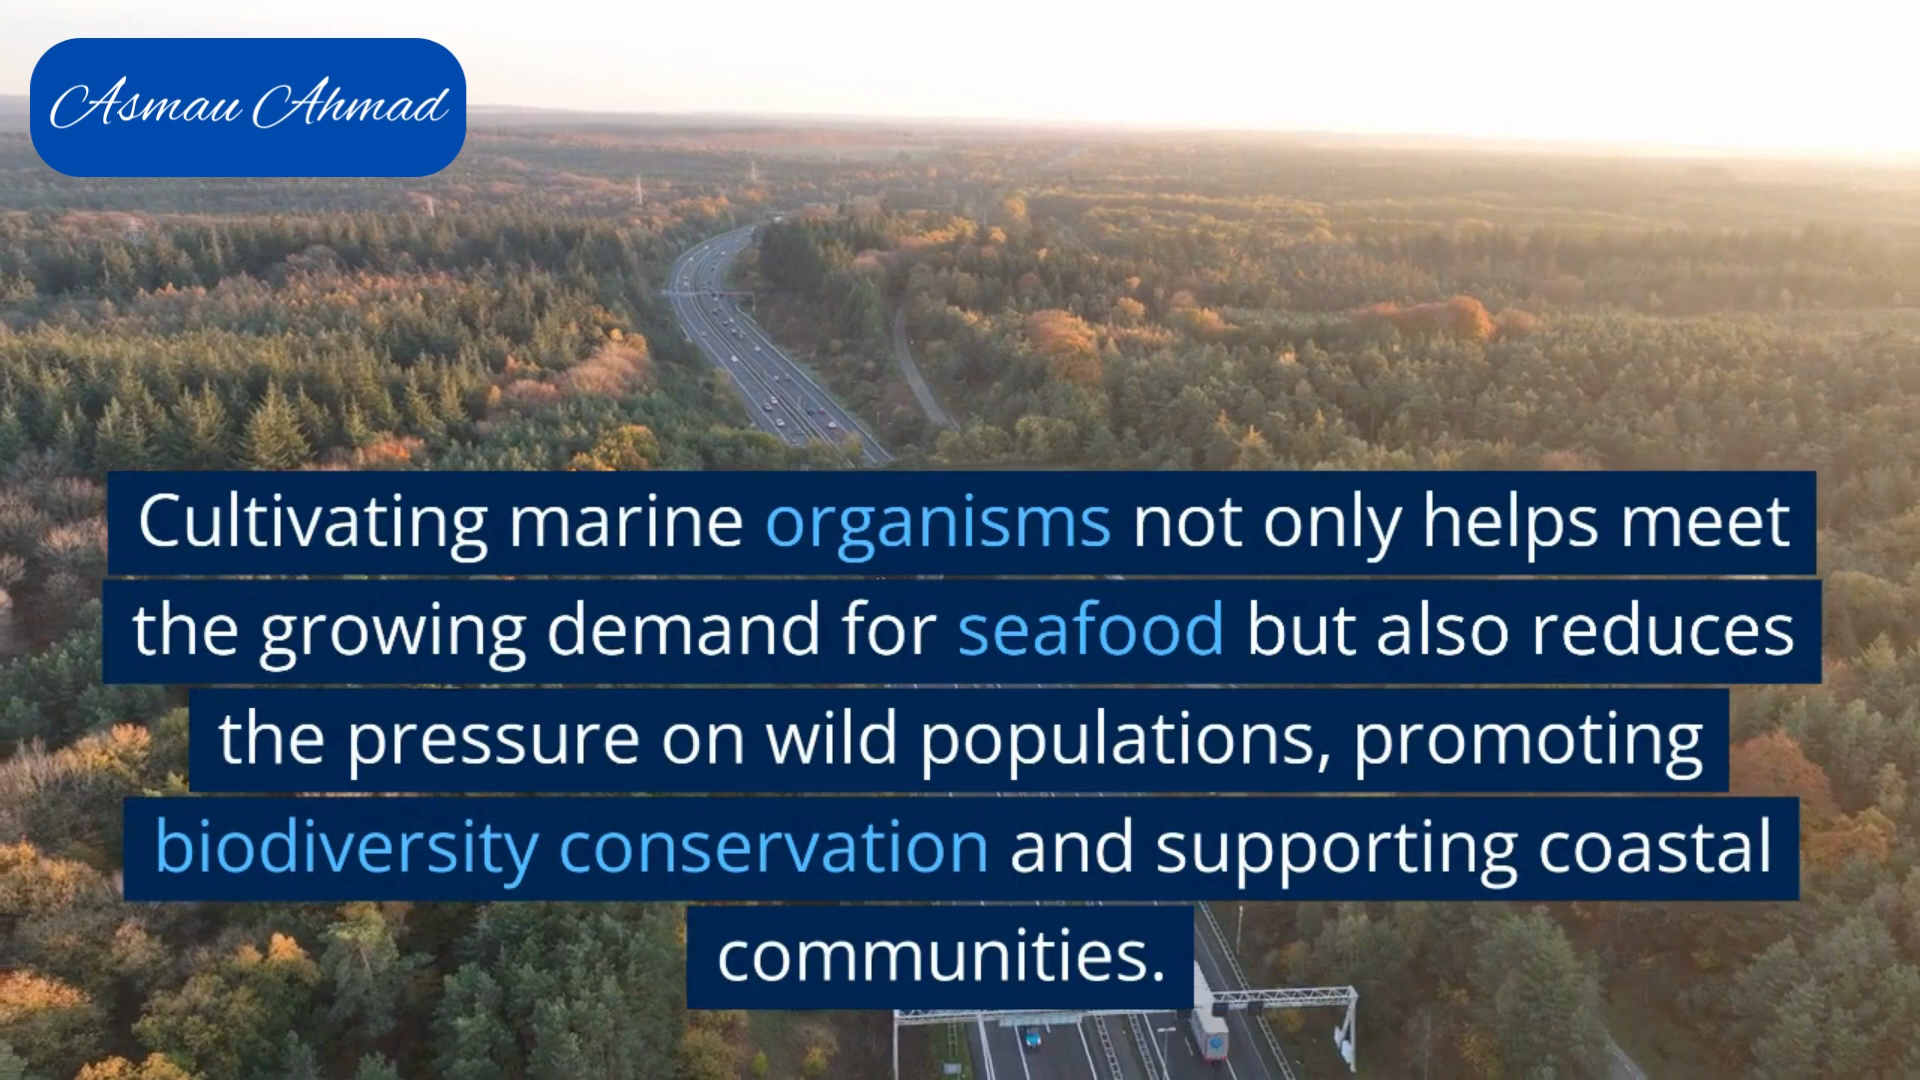 Asmau Ahmad
Cultivating marine organisms not only helps meet
the growing demand for seafood but also reduces
the pressure on wild populations, promoting
biodiversity conservation and supporting coastal
communities.